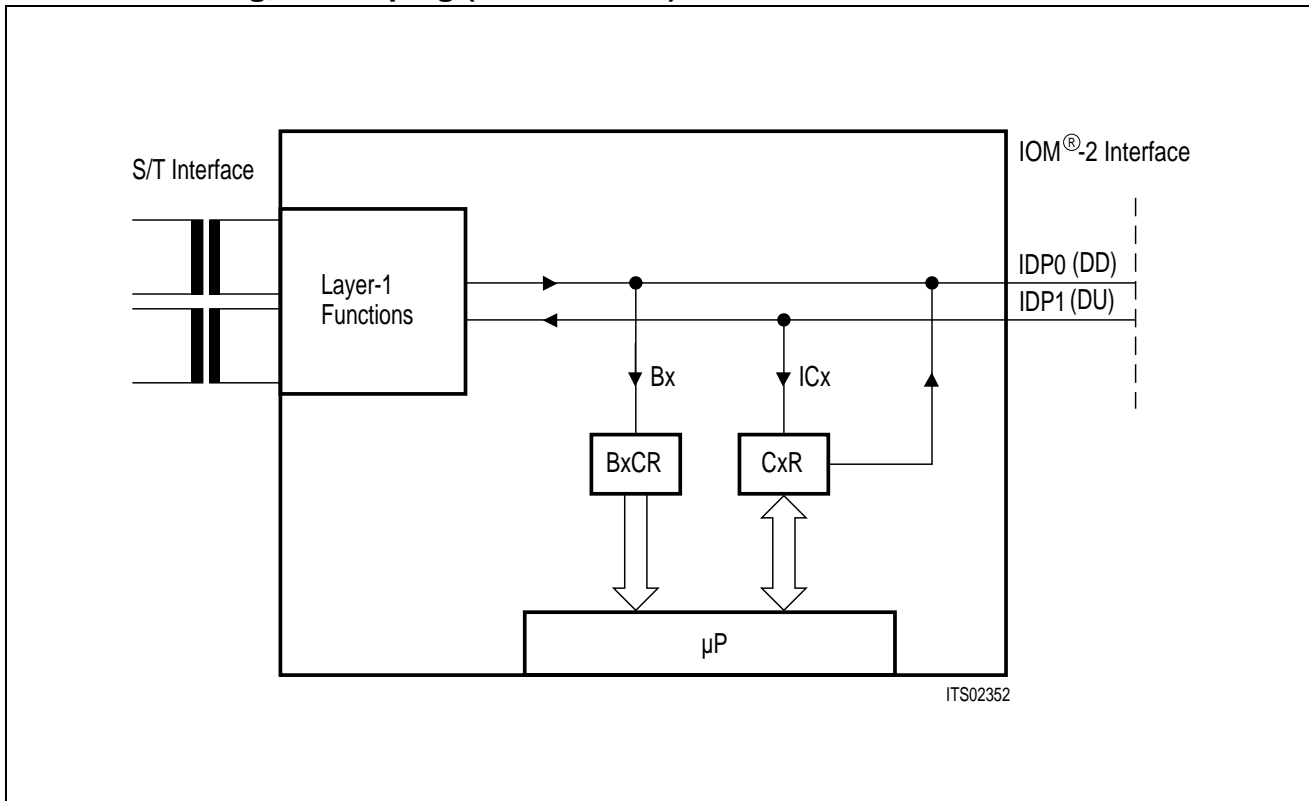 S/T Interface
IOM®-2 Interface
Layer-1
Functions
IDP0 (DD)
IDP1 (DU)
Bx
ICx
BxCR
CxR
µP
ITS02352